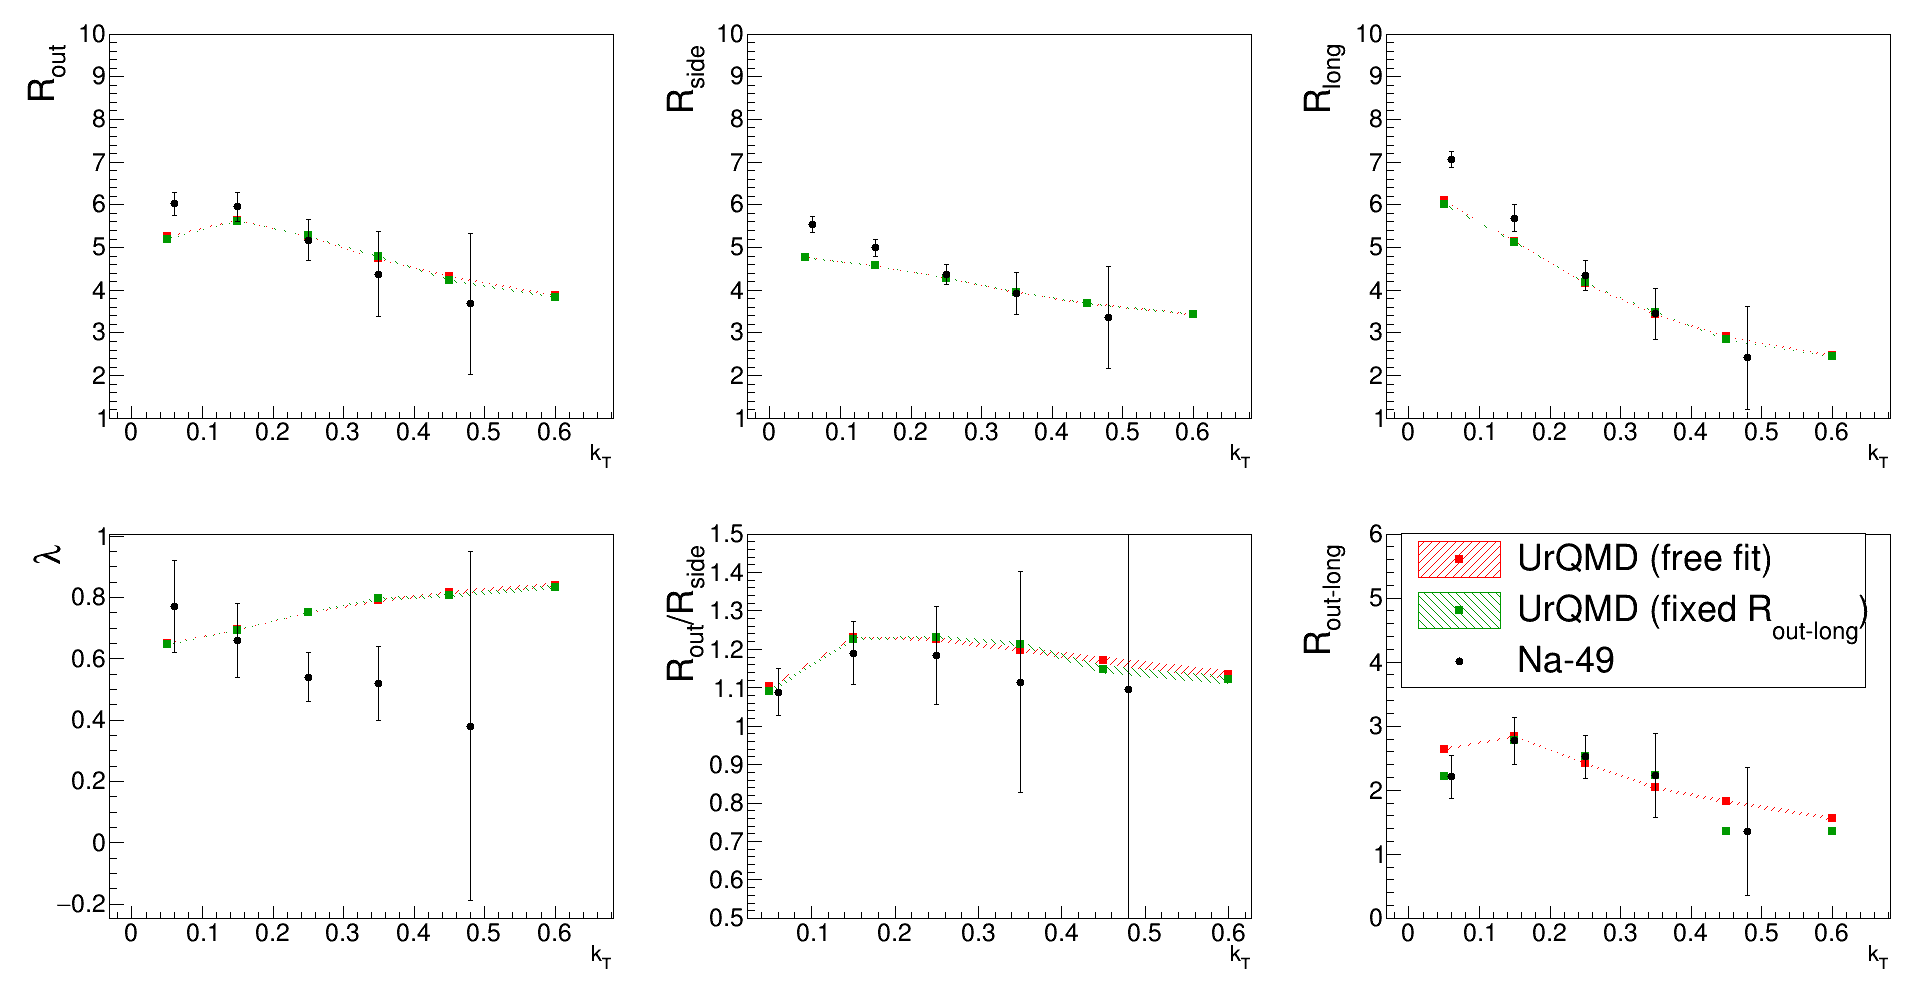 R_out
10
9
8
7
6
5
4
3
2
1
0 0.1 0.2 0.3 0.4 0.5 0.6
k_T
R_side
10
9
8
7
6
5
4
3
2
1
0 0.1 0.2 0.3 0.4 0.5 0.6
k_T
R_long
10
9
8
7
6
5
4
3
2
1
0 0.1 0.2 0.3 0.4 0.5 0.6
k_T
λ
1
0.8
0.6
0.4
0.2
0
−0.2
0 0.1 0.2 0.3 0.4 0.5 0.6
k_T
R_out/R_side
1.5
1.4
1.3
1.2
1.1
1
0.9
0.8
0.7
0.6
0.5
0.1 0.2 0.3 0.4 0.5 0.6
k_T
R_out-long
6
5
4
3
2
1
0
0 0.1 0.2 0.3 0.4 0.5 0.6
k_T
UrQMD (free fit)
UrQMD (fixed R_out-long)
Na-49